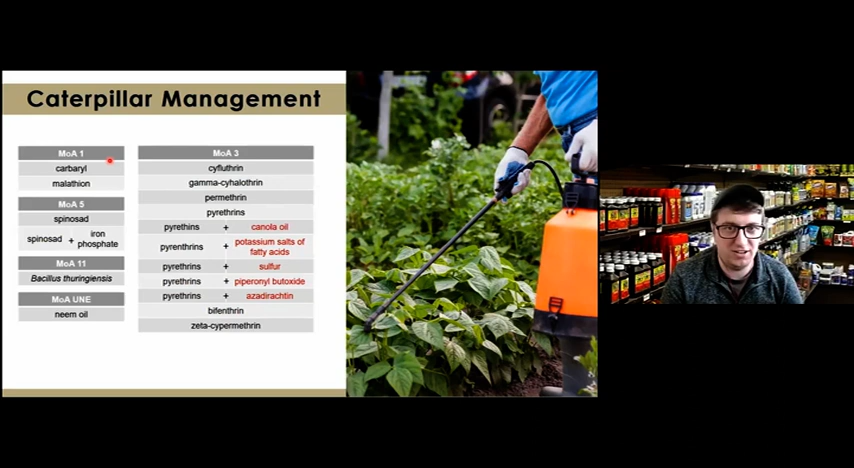 Caterpillar Management
MoA 1
carbaryl
malathion
MoA 5
spinosad
spinosad + iron phosphate
MoA 11
Bacillus thuringiensis
MoA UNE
neem oil
MoA 3
cyfluthrin
gamma-cyhalothrin
permethrin
pyrethrins
pyrethins + canola oil
pyrenthrins + potassium salts of fatty acids
pyrethrins + sulfur
pyrethrins + piperonyl butoxide
pyrethrins + azadirachtin
bifenthrin
zeta-cypermethrin